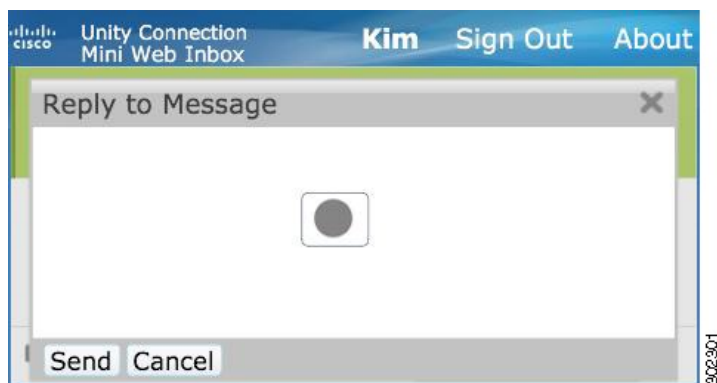 cisco
Unity Connection
Mini Web Inbox
Kim Sign Out About
Reply to Message
Send Cancel
302301